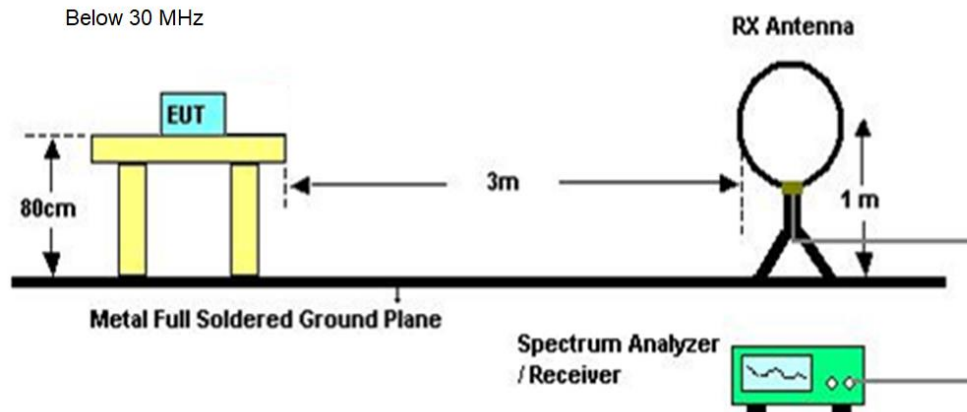 Below 30 MHz
RX Antenna
EUT
3m
80cm
1 m
Metal Full Soldered Ground Plane
Spectrum Analyzer
/ Receiver